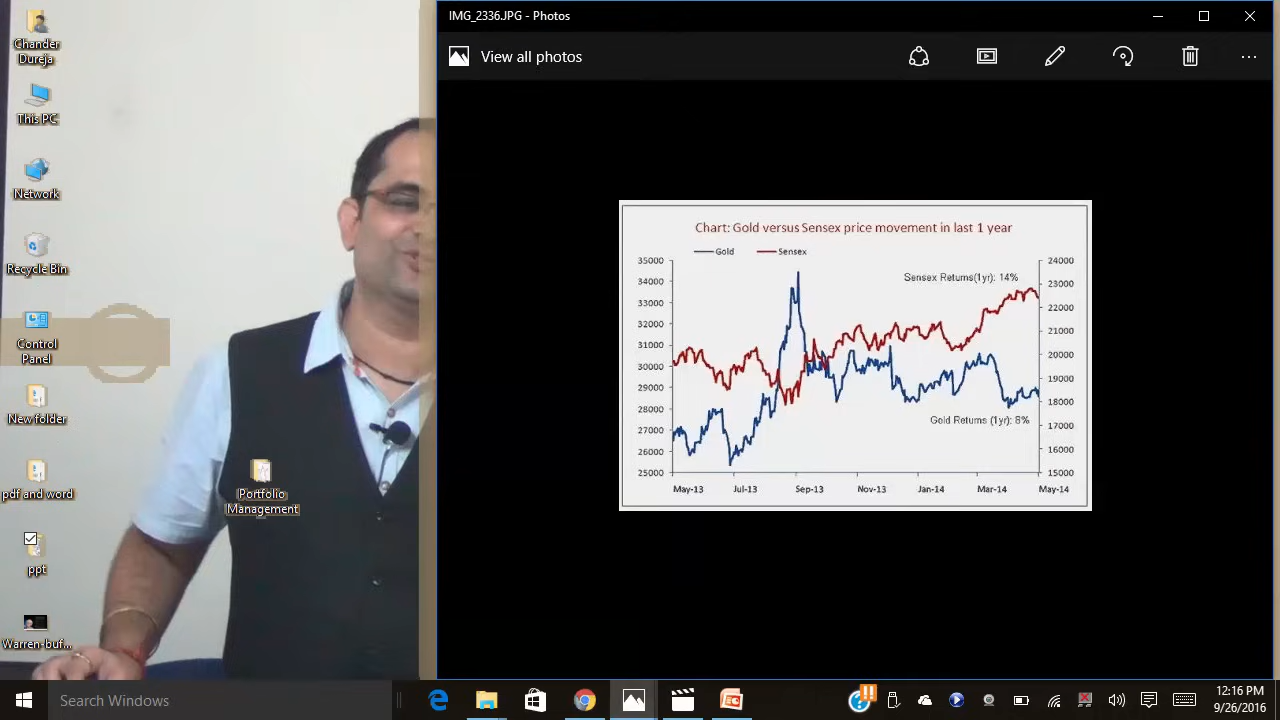 Chander
Dureja
This PC
Network
Recycle Bin
Control
Panel
New folder
pdf and word
ppt
Warren-buf...
Portfolio
Management
IMG_2336.JPG - Photos
View all photos
Chart: Gold versus Sensex price movement in last 1 year
Gold Sensex
35000
34000
33000
32000
31000
30000
29000
28000
27000
26000
25000
Sensex Returns(1yr): 14%
Gold Returns (1yr): 8%
24000
23000
22000
21000
20000
19000
18000
17000
16000
15000
May-13 Jul-13 Sep-13 Nov-13 Jan-14 Mar-14 May-14
Search Windows
12:16 PM
9/26/2016